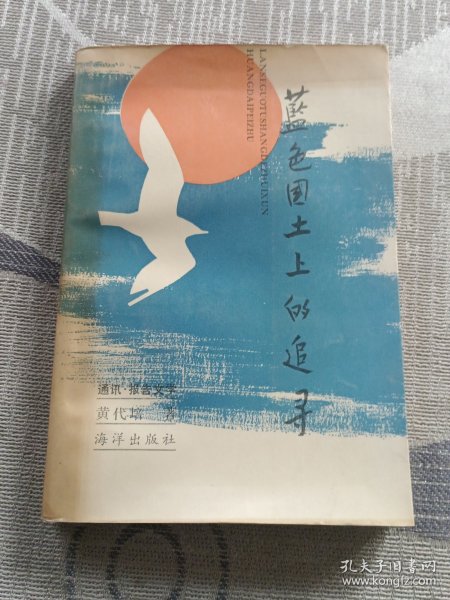 LANSEGUOTUSHANGDEZHUIXUN
HUANGDAIPEIZHU
藍色国土上的追寻
通讯·报告文学
黄代培 著
海洋出版社
孔夫子旧书网
www.kongfz.com